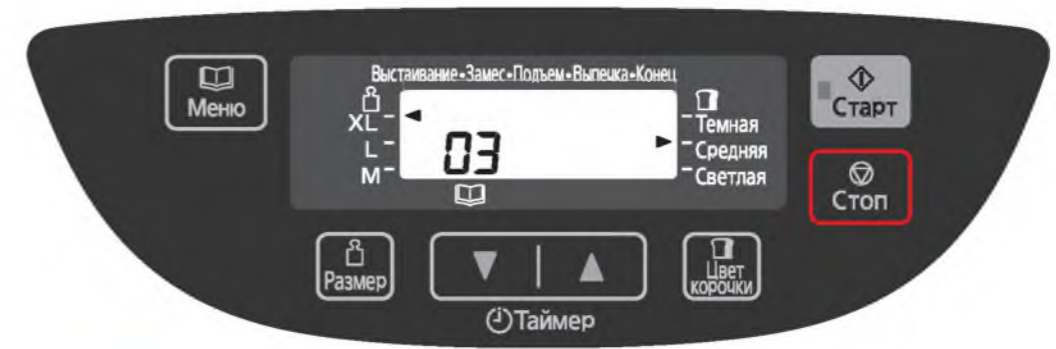 Меню
Выстаивание•Замес•Подъем•Выпечка•Конец
XL
L
M
03
Темная
Средняя
Светлая
Старт
Стоп
Размер
Таймер
Цвет
корочки